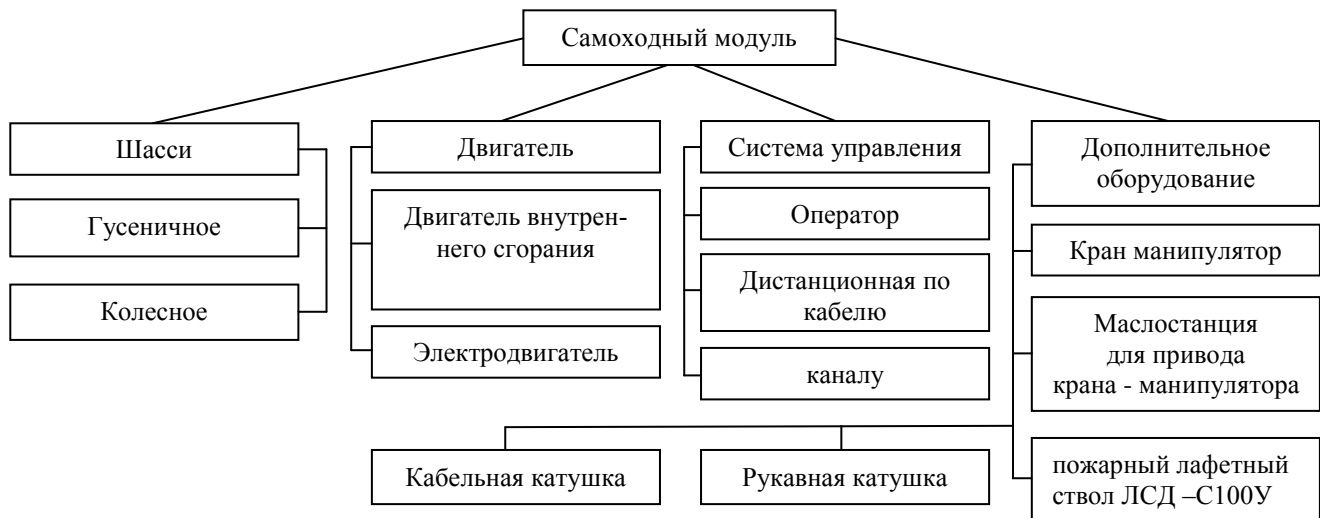 Самоходный модуль
Шасси
Гусеничное
Колесное
Двигатель
Двигатель внутрен-
него сгорания
Электродвигатель
Система управления
Оператор
Дистанционная по
кабелю
каналу
Дополнительное
оборудование
Кран манипулятор
Маслостанция
для привода
крана - манипулятора
Кабельная катушка
Рукавная катушка
пожарный лафетный
ствол ЛСД –С100У